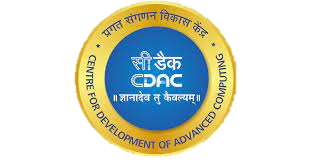 प्रगत संगणन विकास केंद्र
सी डैक
CDAC
॥ ज्ञानादेव तु कैवल्यम् ॥
CENTRE FOR DEVELOPMENT OF ADVANCED COMPUTING